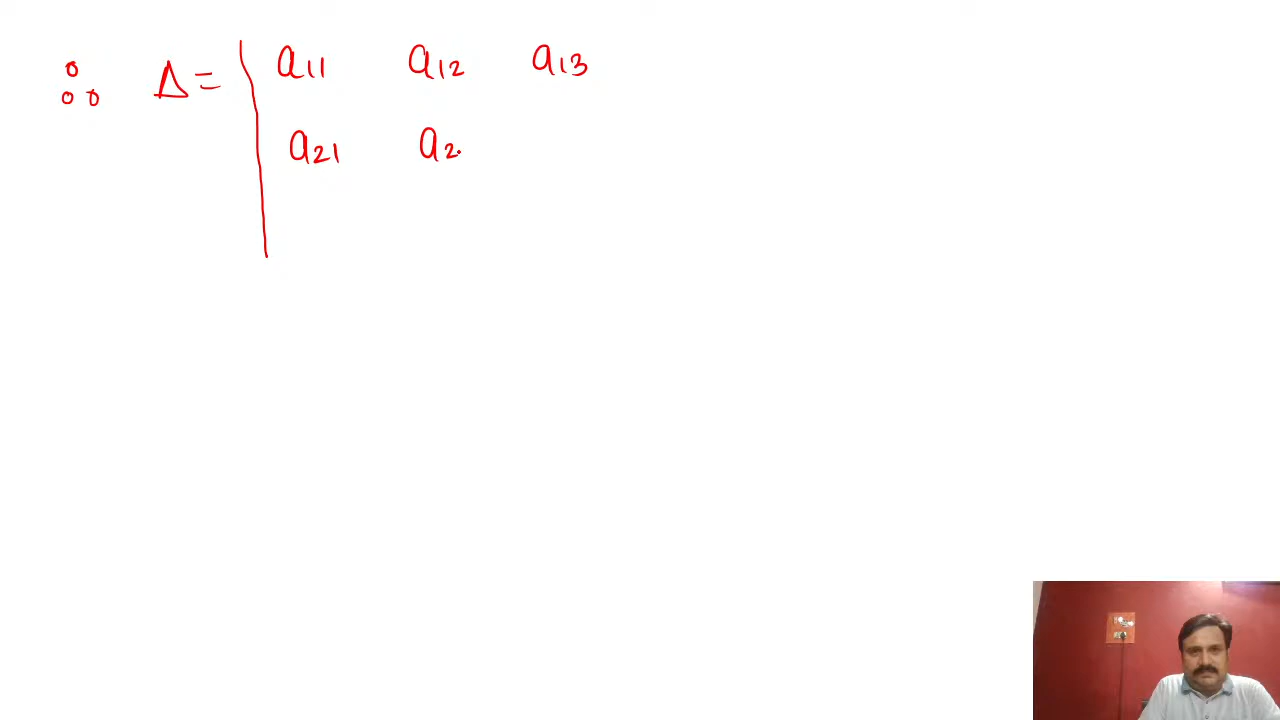 ∴ Δ = | a11 a12 a13
a21 a2